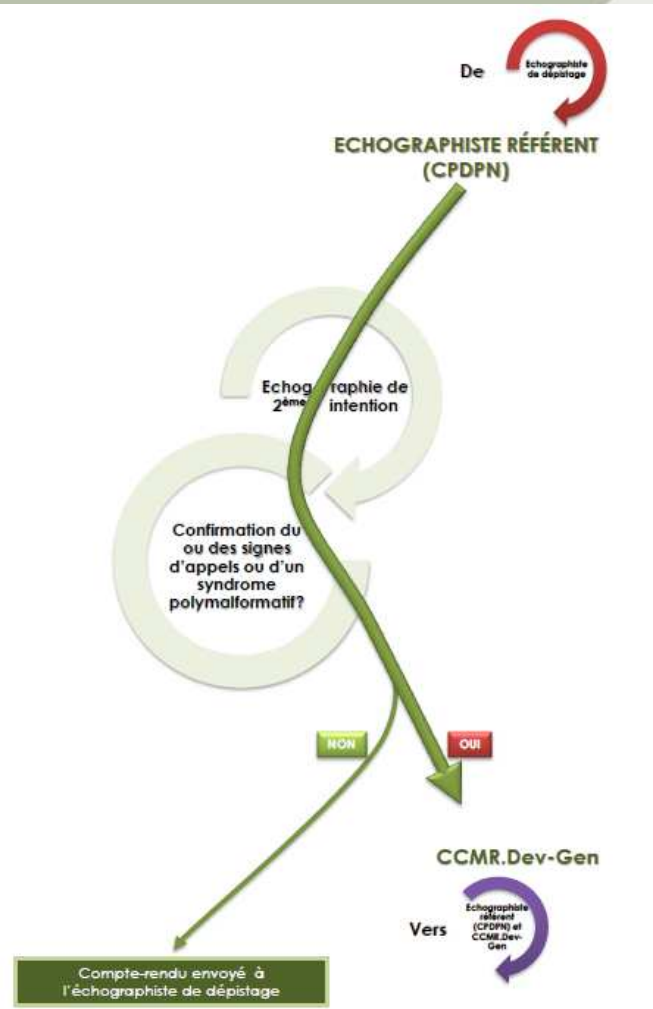 De
Echographiste
de dépistage
ECHOGRAPHISTE RÉFÉRENT
(CPDPN)
Echographie de
2ème intention
Confirmation du
ou des signes
d'appels ou d'un
syndrome
polymalformatif?
NON
OUI
CCMR.Dev-Gen
Vers
Echographiste
référent
(CPDPN) et
CCMR.Dev-
Gen
Compte-rendu envoyé à
l'échographiste de dépistage